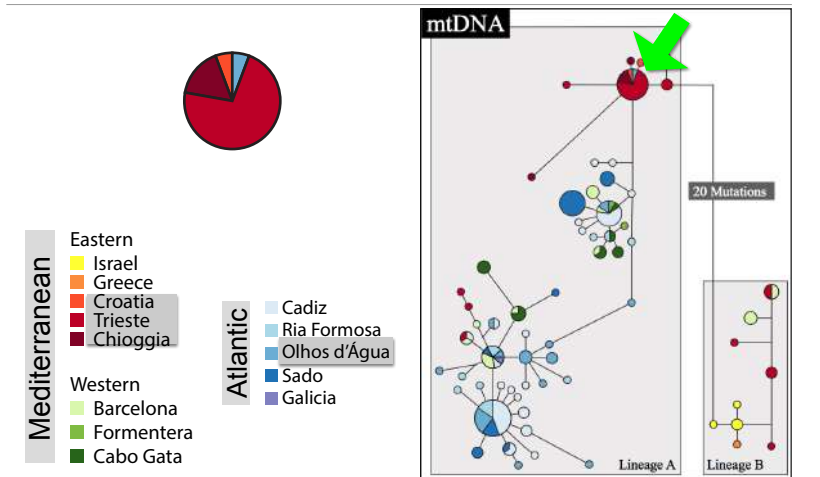 mtDNA
20 Mutations
Mediterranean
Eastern
Israel
Greece
Croatia
Trieste
Chioggia
Western
Barcelona
Formentera
Cabo Gata
Atlantic
Cadiz
Ria Formosa
Olhos d'Água
Sado
Galicia
Lineage A
Lineage B